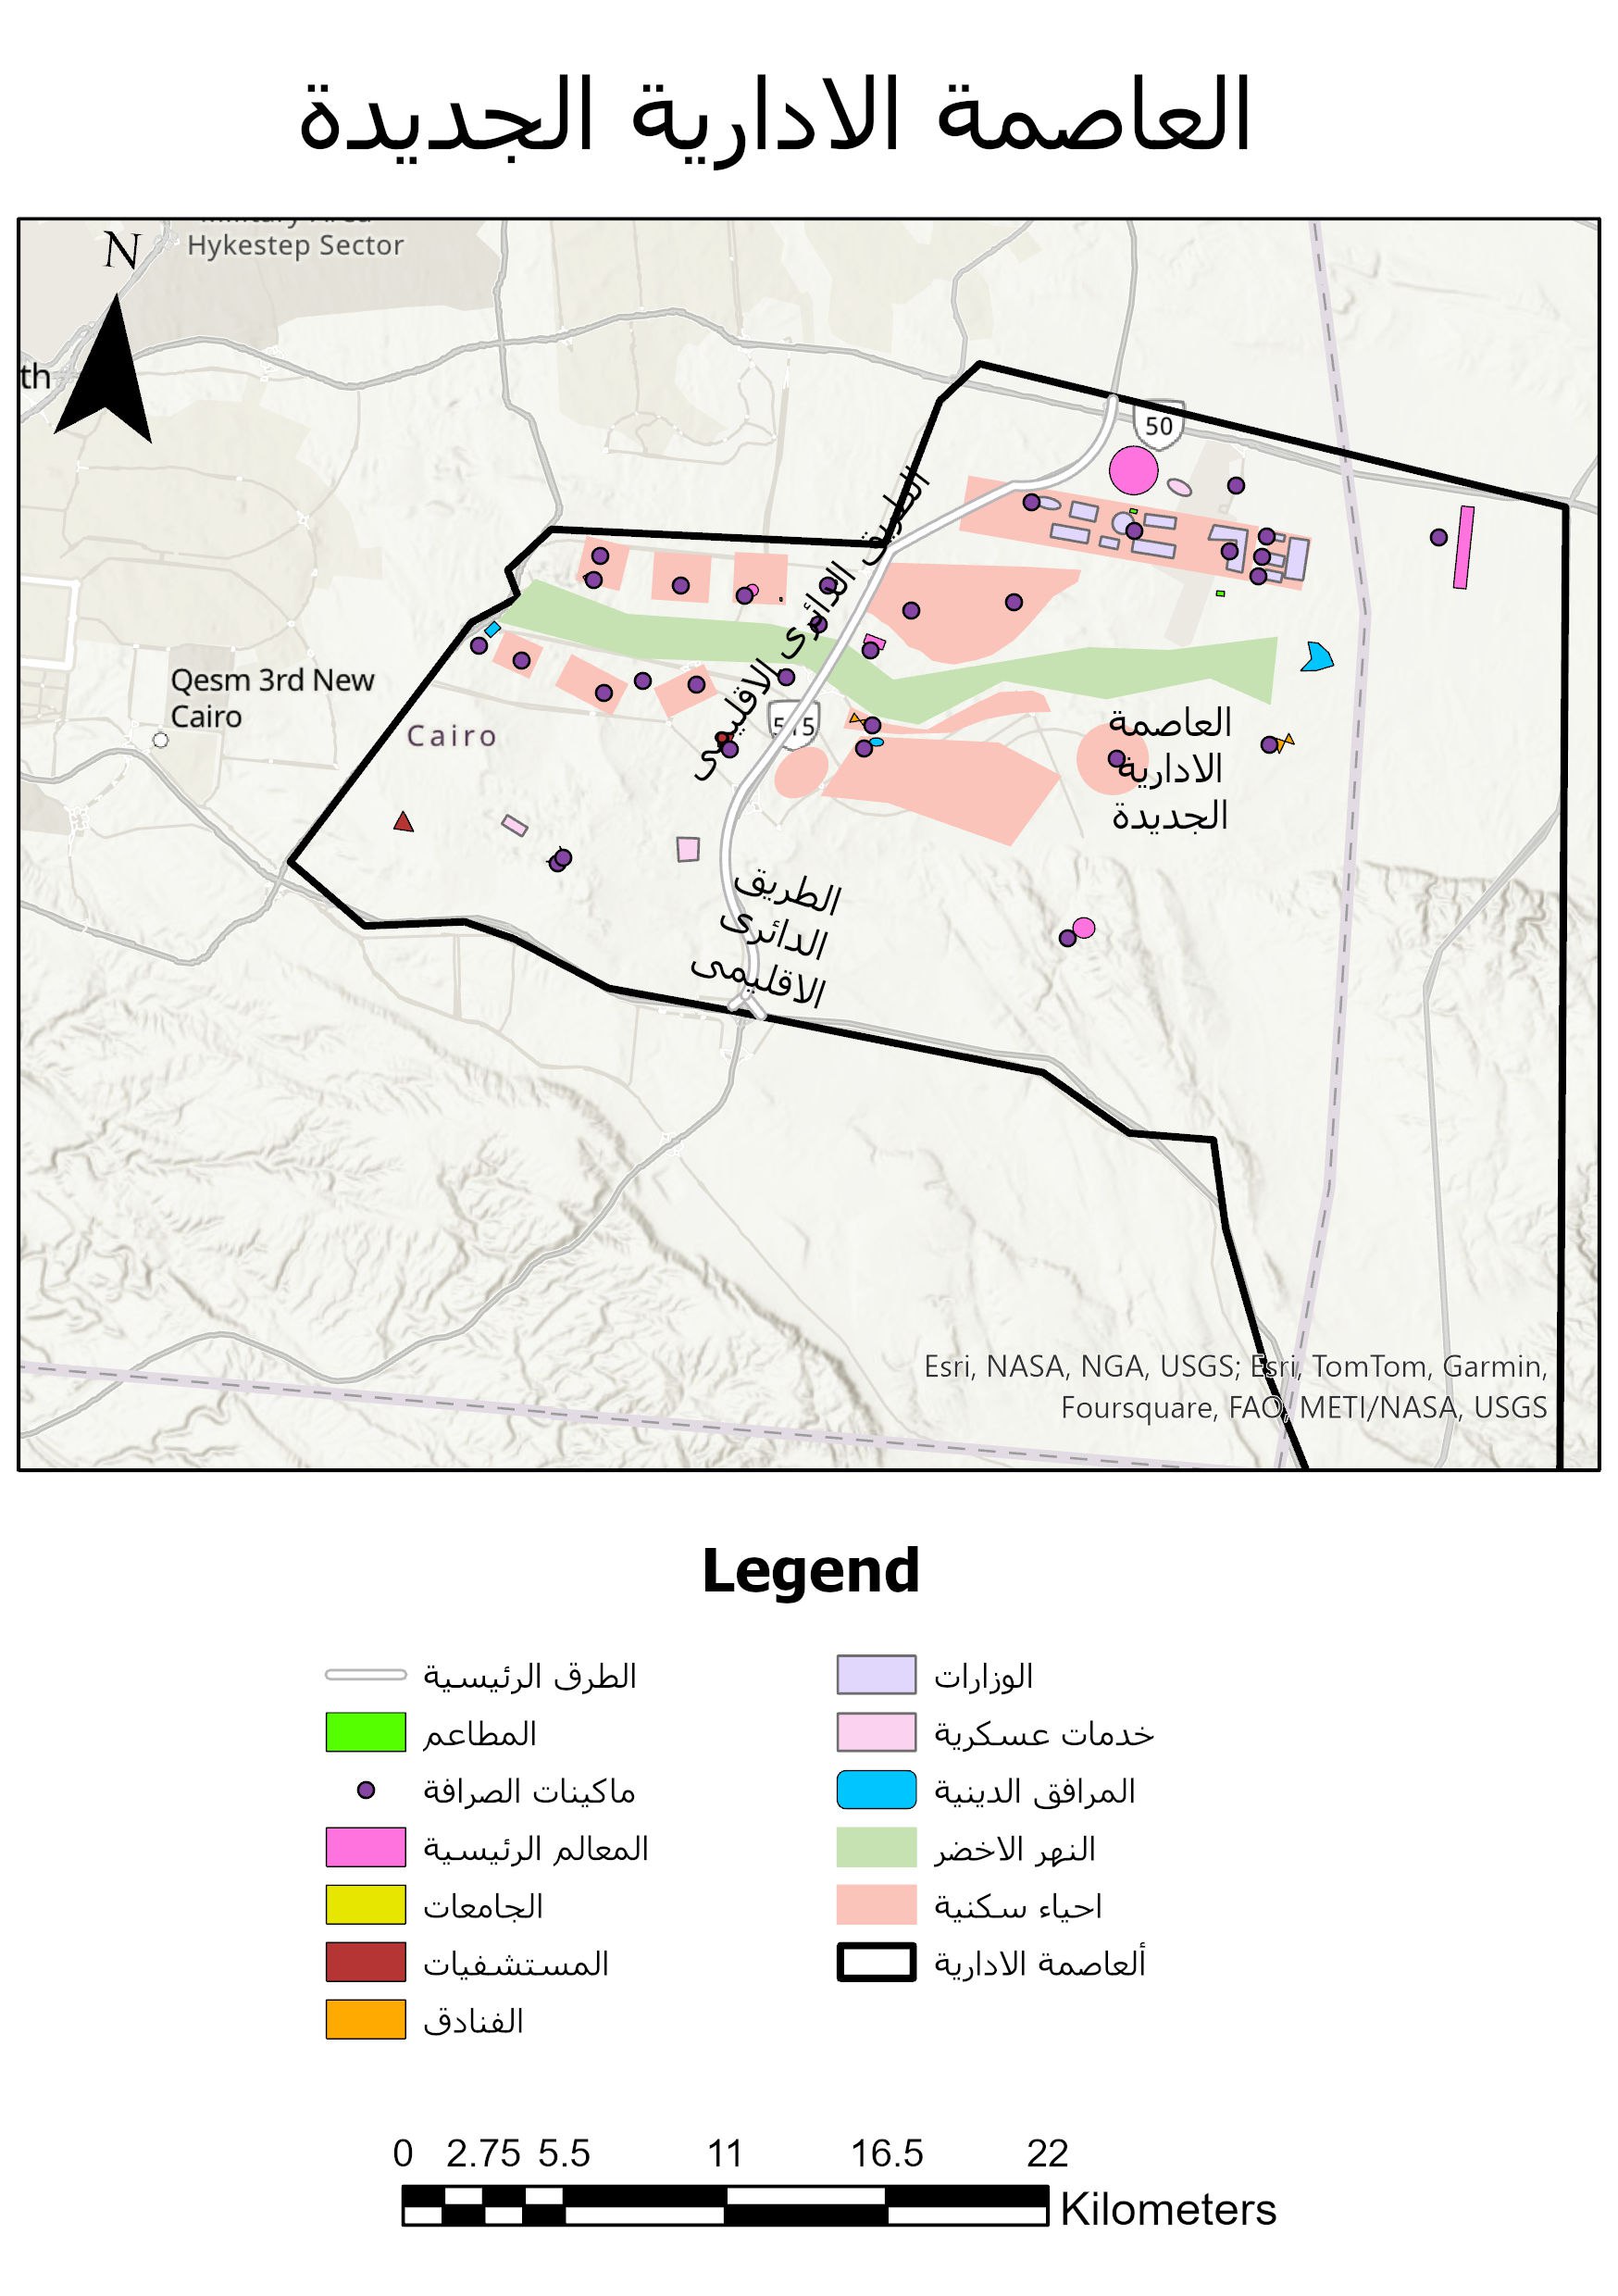 العاصمة الادارية الجديدة
Hykestep Sector
N
th
50
الطريق الدائرى الاقليمى
Qesm 3rd New
Cairo
Cairo
العاصمة
الادارية
الجديدة
الطريق
الدائرى
الاقليمى
Esri, NASA, NGA, USGS; Esri, TomTom, Garmin,
Foursquare, FAO, METI/NASA, USGS
Legend
الطرق الرئيسية
المطاعم
ماكينات الصرافة
المعالم الرئيسية
الجامعات
المستشفيات
الفنادق
الوزارات
خدمات عسكرية
المرافق الدينية
النهر الاخضر
احياء سكنية
ألعاصمة الادارية
0 2.75 5.5 11 16.5 22
Kilometers